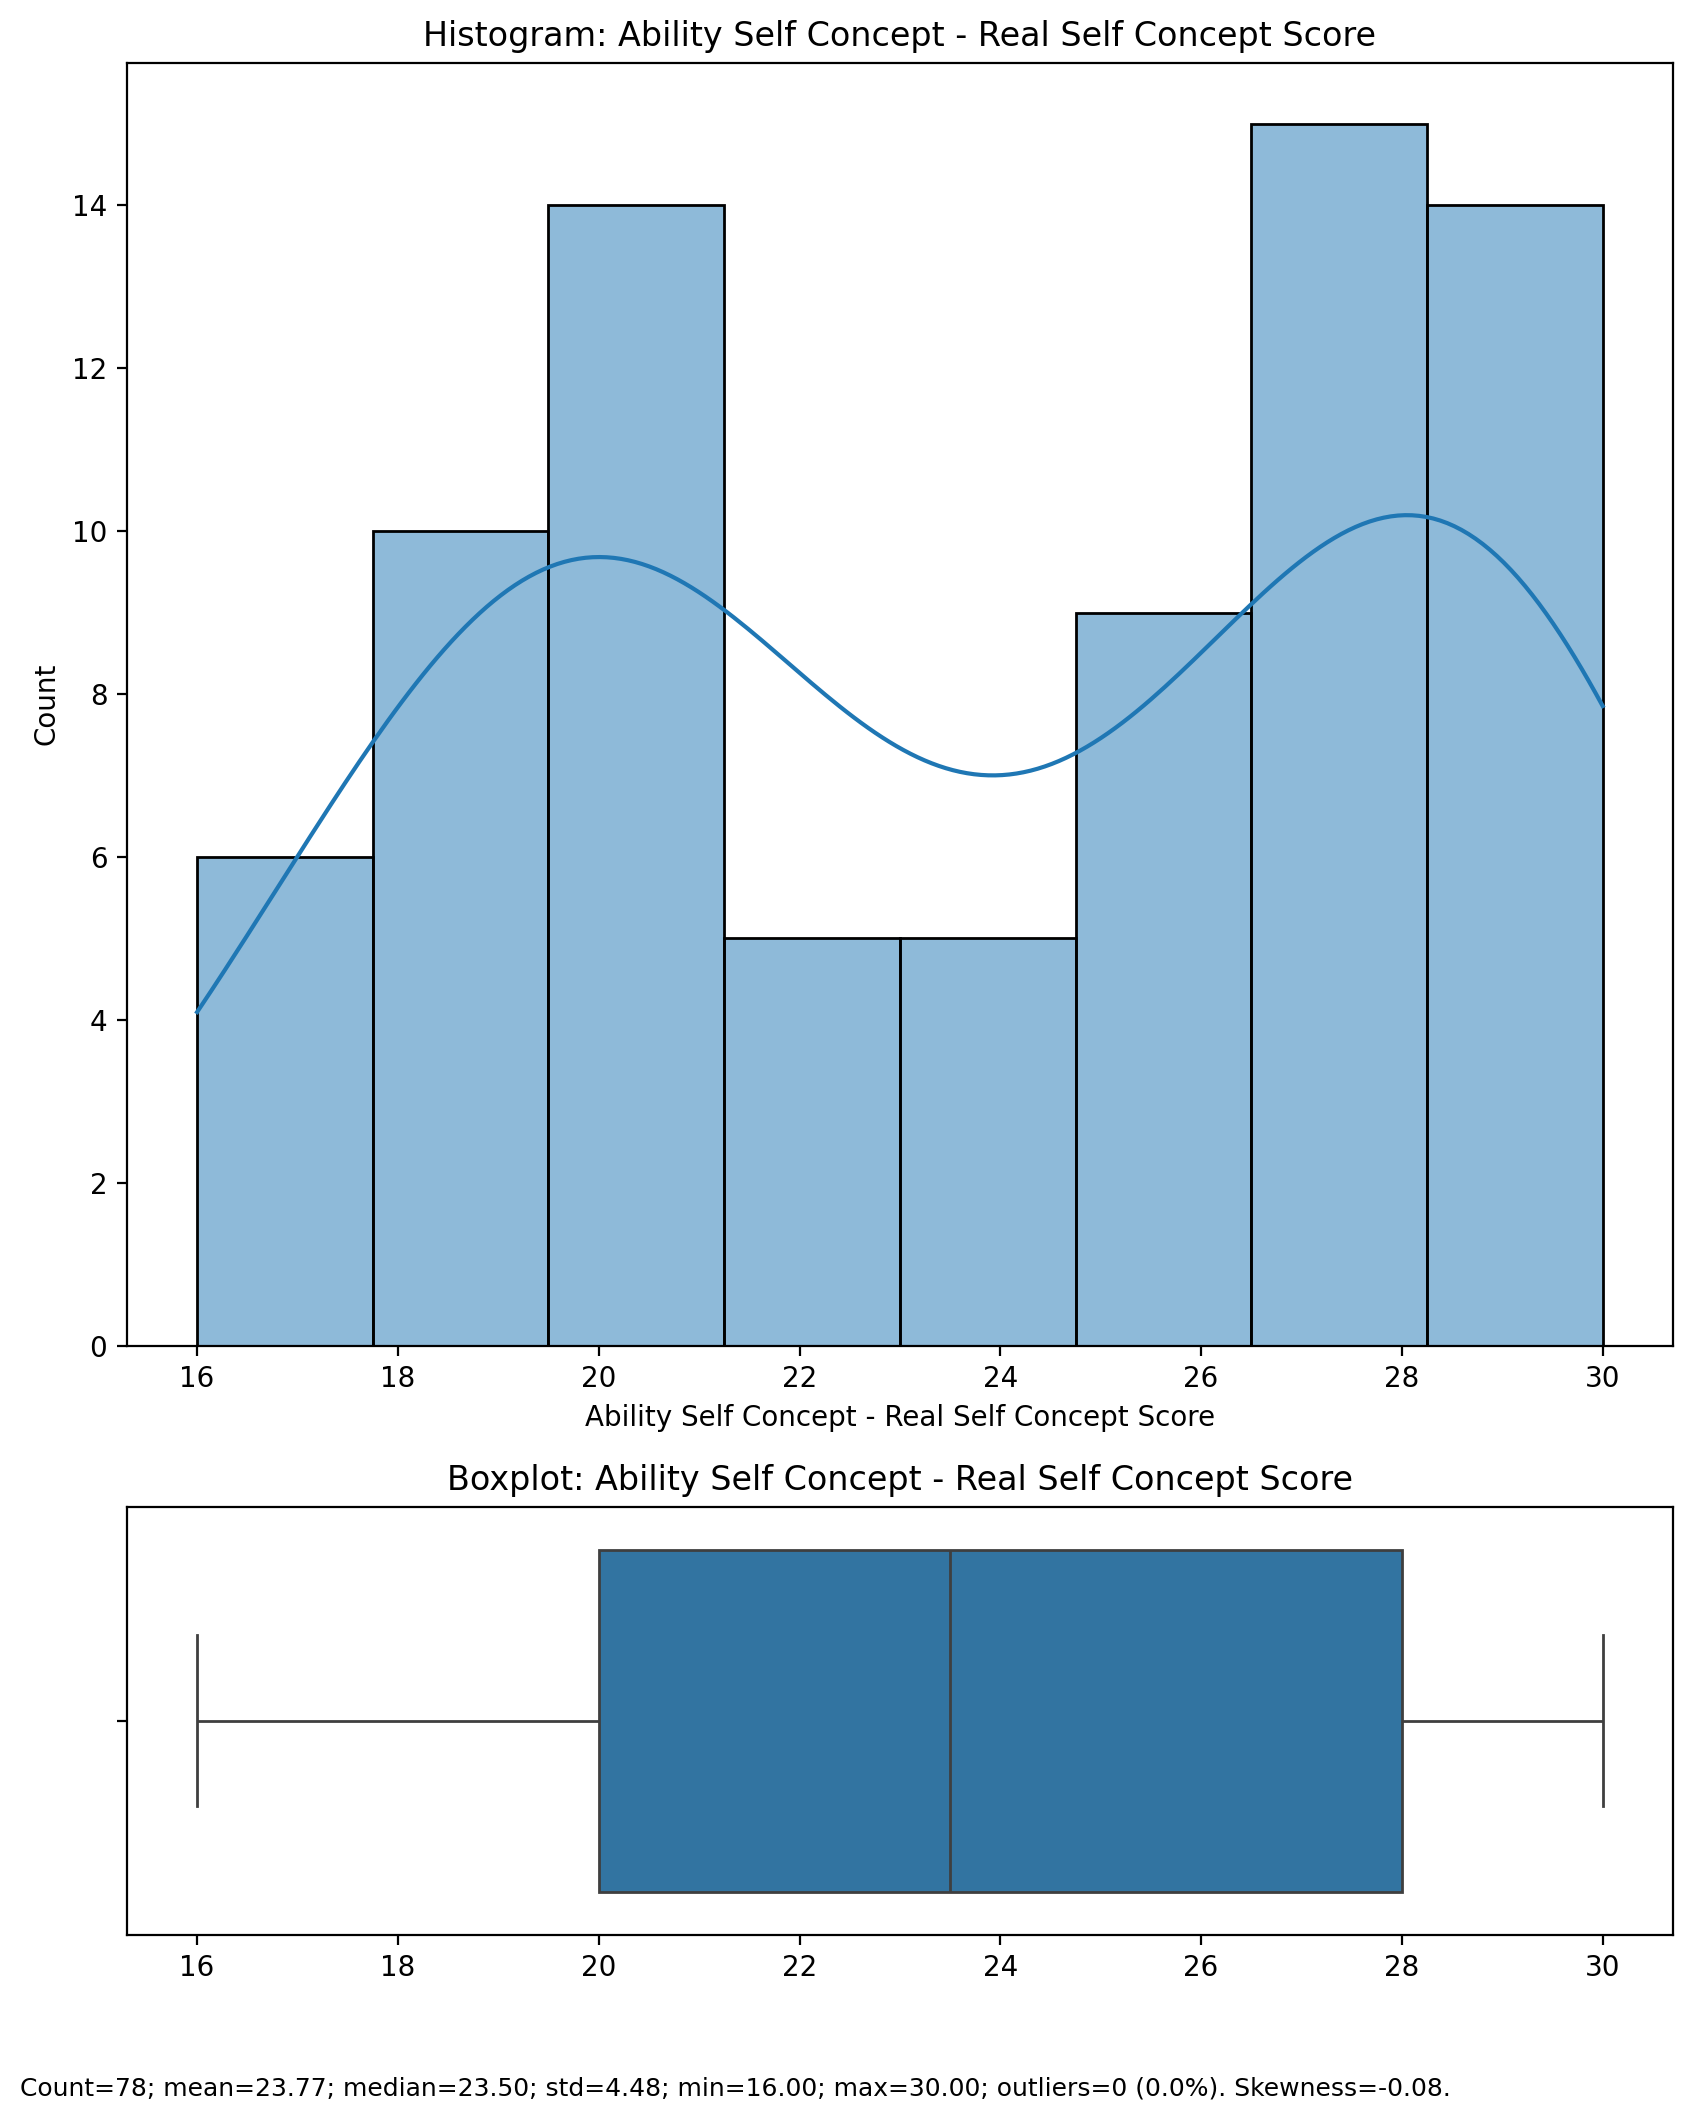 Histogram: Ability Self Concept - Real Self Concept Score
14
12
10
8
6
4
2
0
Count
16 18 20 22 24 26 28 30
Ability Self Concept - Real Self Concept Score
Boxplot: Ability Self Concept - Real Self Concept Score
16 18 20 22 24 26 28 30
Count=78; mean=23.77; median=23.50; std=4.48; min=16.00; max=30.00; outliers=0 (0.0%). Skewness=-0.08.